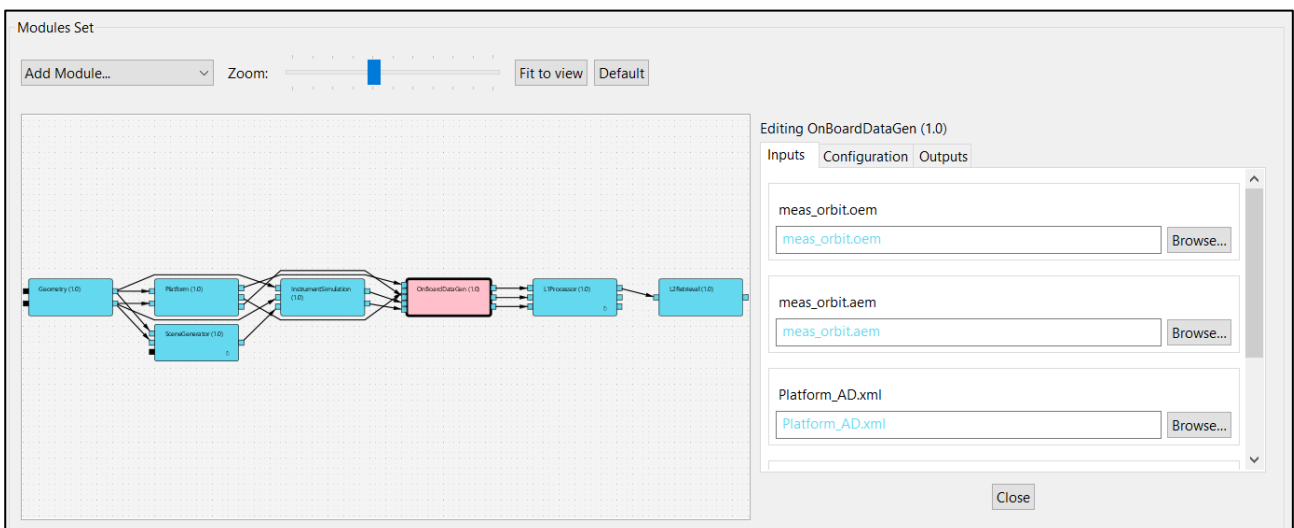 Modules Set
Add Module...
Zoom:
Fit to view
Default
Editing OnBoardDataGen (1.0)
Inputs
Configuration
Outputs
meas_orbit.oem
meas_orbit.oem
Browse...
meas_orbit.aem
meas_orbit.aem
Browse...
Platform_AD.xml
Platform_AD.xml
Browse...
Close
Geometry (1.0)
Platform (1.0)
InstrumentSimulation
(1.0)
OnBoardDataGen (1.0)
L1Processor (1.0)
L2Retrieval (1.0)
SceneGenerator (1.0)